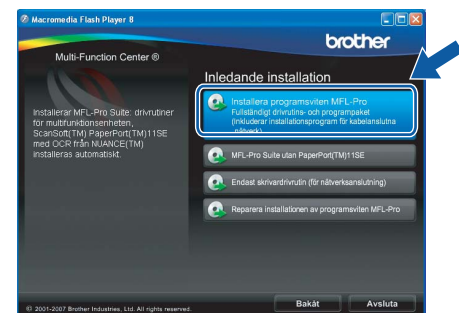 Macromedia Flash Player 8
brother
Multi-Function Center ®
Inledande installation
Installerar MFL-Pro Suite: drivrutiner
för multifunktionsenheten,
ScanSoft(TM) PaperPort(TM)11SE
med OCR från NUANCE(TM)
installeras automatiskt.
Installera programsviten MFL-Pro
Fullständigt drivrutins- och programpaket
(inkluderar installationsprogram för kabelanslutna
nätverk)
MFL-Pro Suite utan PaperPort(TM)11SE
Endast skrivardrivrutin (för nätverksanslutning)
Reparera installationen av programsviten MFL-Pro
© 2001-2007 Brother Industries, Ltd. All rights reserved.
Bakåt
Avsluta